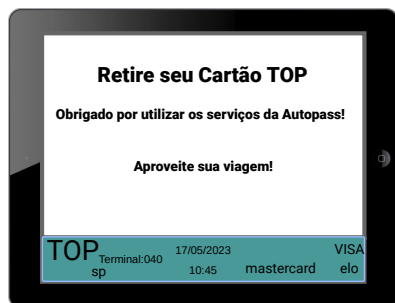 Retire seu Cartão TOP
Obrigado por utilizar os serviços da Autopass!
Aproveite sua viagem!
TOP Terminal:040 17/05/2023 VISA
sp 10:45 mastercard elo